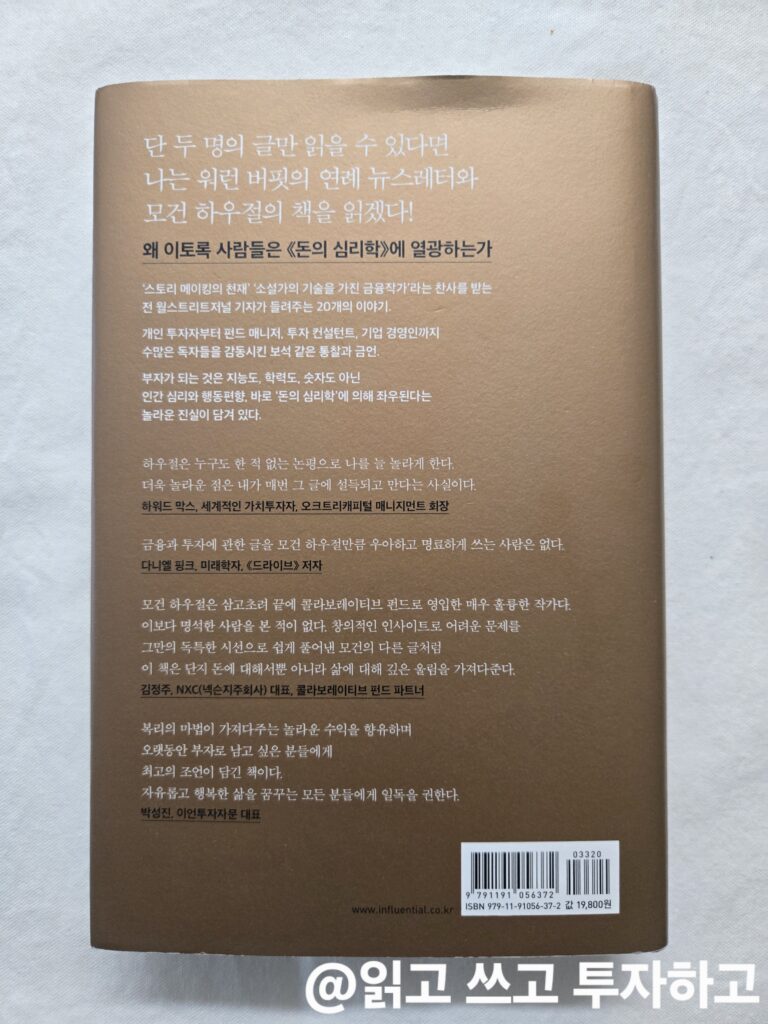 단 두 명의 글만 읽을 수 있다면
나는 워런 버핏의 연례 뉴스레터와
모건 하우절의 책을 읽겠다!
왜 이토록 사람들은 《돈의 심리학》에 열광하는가
‘스토리 메이킹의 천재’ ‘소설가의 기술을 가진 금융작가’라는 찬사를 받는
전 월스트리트저널 기자가 들려주는 20개의 이야기.
개인 투자자부터 펀드 매니저, 투자 컨설턴트, 기업 경영인까지
수많은 독자들을 감동시킨 보석 같은 통찰과 금언.
부자가 되는 것은 지능도, 학력도, 숫자도 아닌
인간 심리와 행동편향, 바로 ‘돈의 심리학’에 의해 좌우된다는
놀라운 진실이 담겨 있다.
하우절은 누구도 한 적 없는 논평으로 나를 늘 놀라게 한다.
더욱 놀라운 점은 내가 매번 그 글에 설득되고 만다는 사실이다.
하워드 막스, 세계적인 가치투자자, 오크트리캐피털 매니지먼트 회장
금융과 투자에 관한 글을 모건 하우절만큼 우아하고 명료하게 쓰는 사람은 없다.
다니엘 핑크, 미래학자, 《드라이브》 저자
모건 하우절은 삼고초려 끝에 콜라보레이티브 펀드로 영입한 매우 훌륭한 작가다.
이보다 명석한 사람을 본 적이 없다. 창의적인 인사이트로 어려운 문제를
그만의 독특한 시선으로 쉽게 풀어낸 모건의 다른 글처럼
이 책은 단지 돈에 대해서뿐 아니라 삶에 대해 깊은 울림을 가져다준다.
김정주, NXC(넥슨지주회사) 대표, 콜라보레이티브 펀드 파트너
복리의 마법이 가져다주는 놀라운 수익을 향유하며
오랫동안 부자로 남고 싶은 분들에게
최고의 조언이 담긴 책이다.
자유롭고 행복한 삶을 꿈꾸는 모든 분들에게 일독을 권한다.
박성진, 이언투자자문 대표
03320
9 791191 056372
ISBN 979-11-91056-37-2 값 19,800원
www.influential.co.kr
@읽고 쓰고 투자하고